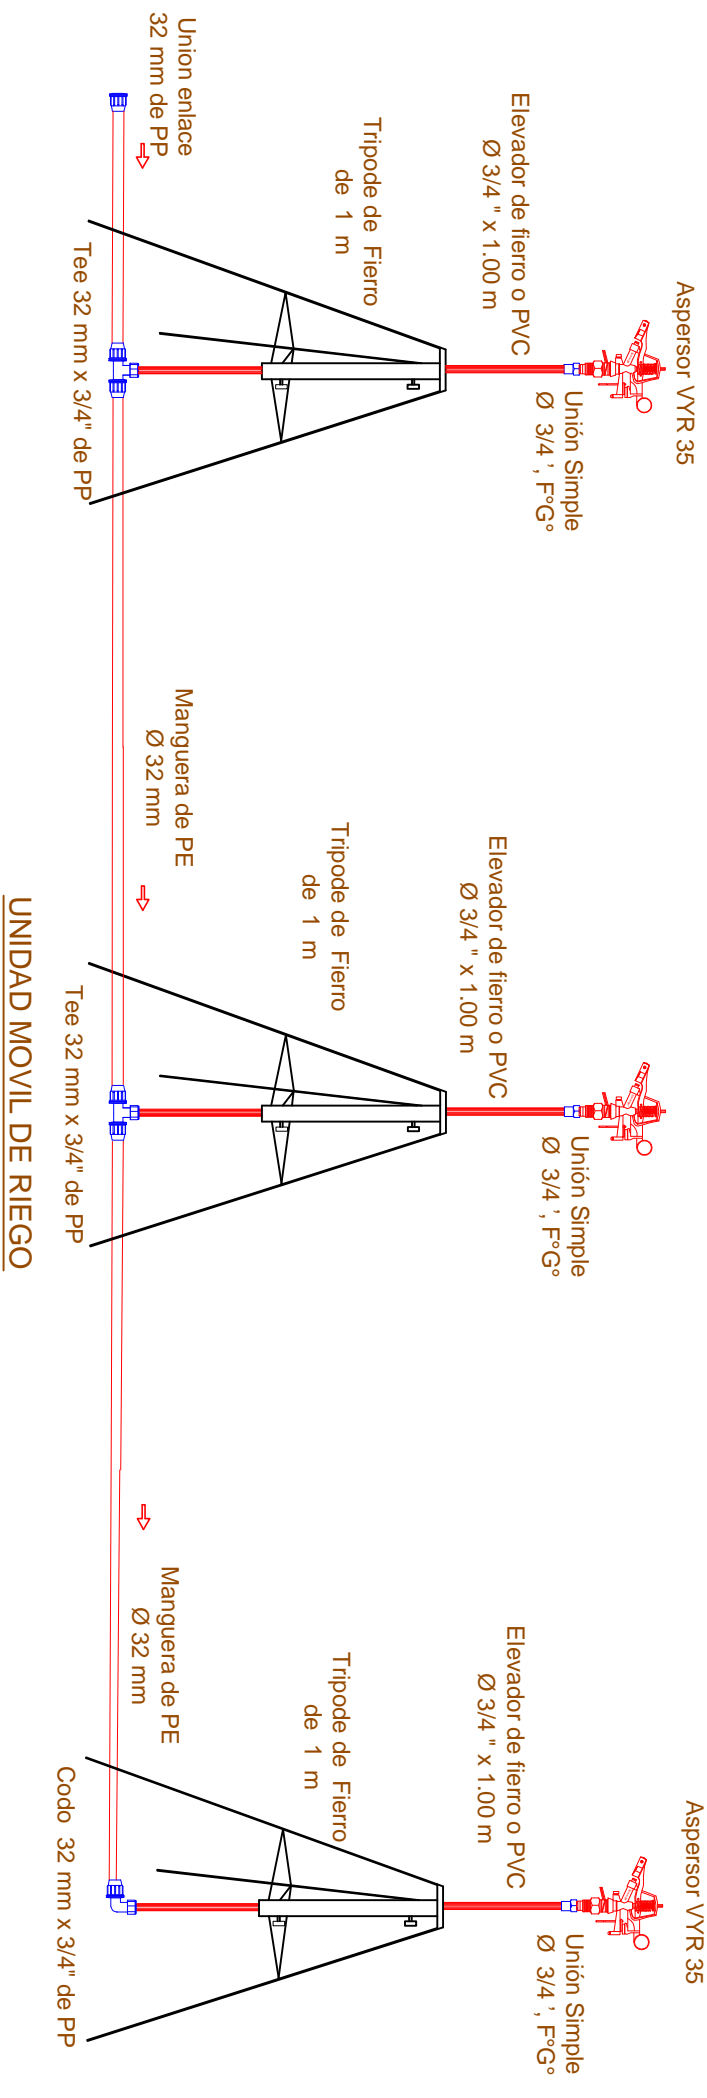 Aspersor VYR 35
Elevador de fierro o PVC
Ø 3/4 " x 1.00 m
Unión Simple
Ø 3/4 ', F°G°
Tripode de Fierro
de 1 m
Union enlace
32 mm de PP
Tee 32 mm x 3/4" de PP
Manguera de PE
Ø 32 mm
Elevador de fierro o PVC
Ø 3/4 " x 1.00 m
Unión Simple
Ø 3/4 ', F°G°
Tripode de Fierro
de 1 m
Tee 32 mm x 3/4" de PP
Manguera de PE
Ø 32 mm
Aspersor VYR 35
Elevador de fierro o PVC
Ø 3/4 " x 1.00 m
Unión Simple
Ø 3/4 ', F°G°
Tripode de Fierro
de 1 m
Codo 32 mm x 3/4" de PP
UNIDAD MOVIL DE RIEGO